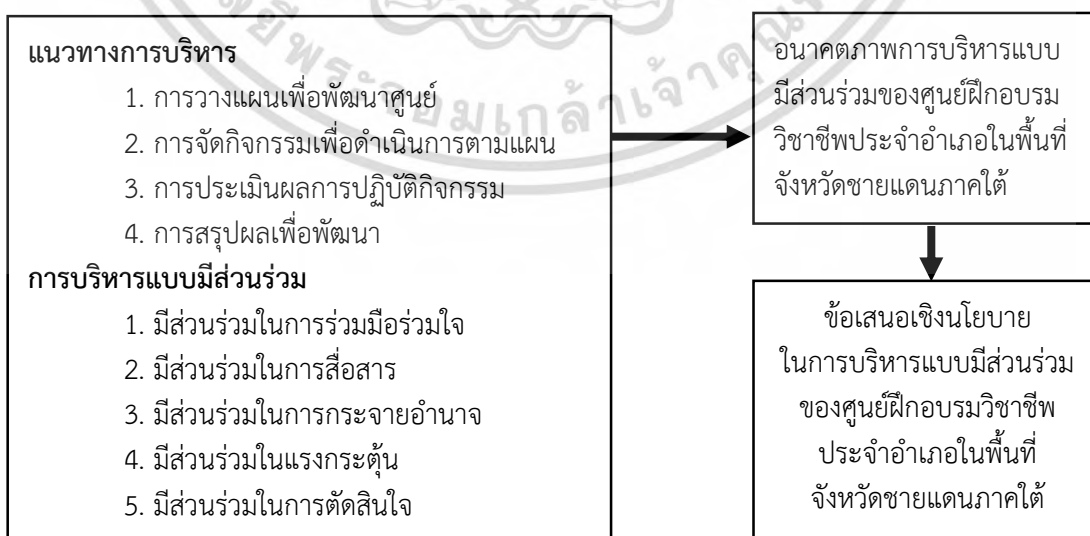 แนวทางการบริหาร
1. การวางแผนเพื่อพัฒนาศูนย์
2. การจัดกิจกรรมเพื่อดำเนินการตามแผน
3. การประเมินผลการปฏิบัติกิจกรรม
4. การสรุปผลเพื่อพัฒนา
การบริหารแบบมีส่วนร่วม
1. มีส่วนร่วมในการร่วมมือร่วมใจ
2. มีส่วนร่วมในการสื่อสาร
3. มีส่วนร่วมในการกระจายอำนาจ
4. มีส่วนร่วมในแรงกระตุ้น
5. มีส่วนร่วมในการตัดสินใจ
อนาคตภาพการบริหารแบบ
มีส่วนร่วมของศูนย์ฝึกอบรม
วิชาชีพประจำอำเภอในพื้นที่
จังหวัดชายแดนภาคใต้
ข้อเสนอเชิงนโยบาย
ในการบริหารแบบมีส่วนร่วม
ของศูนย์ฝึกอบรมวิชาชีพ
ประจำอำเภอในพื้นที่
จังหวัดชายแดนภาคใต้